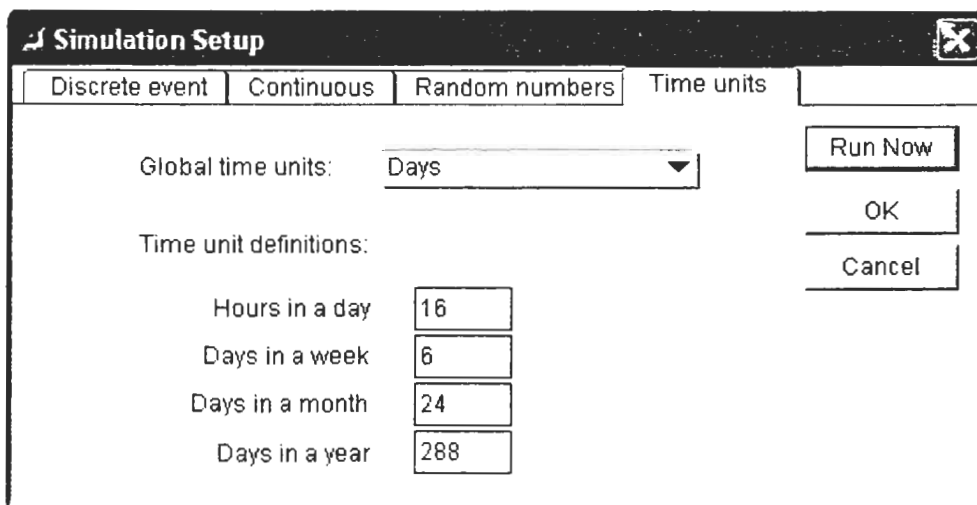 Simulation Setup
Discrete event Continuous Random numbers Time units
Global time units: Days
Run Now
OK
Time unit definitions:
Cancel
Hours in a day 16
Days in a week 6
Days in a month 24
Days in a year 288